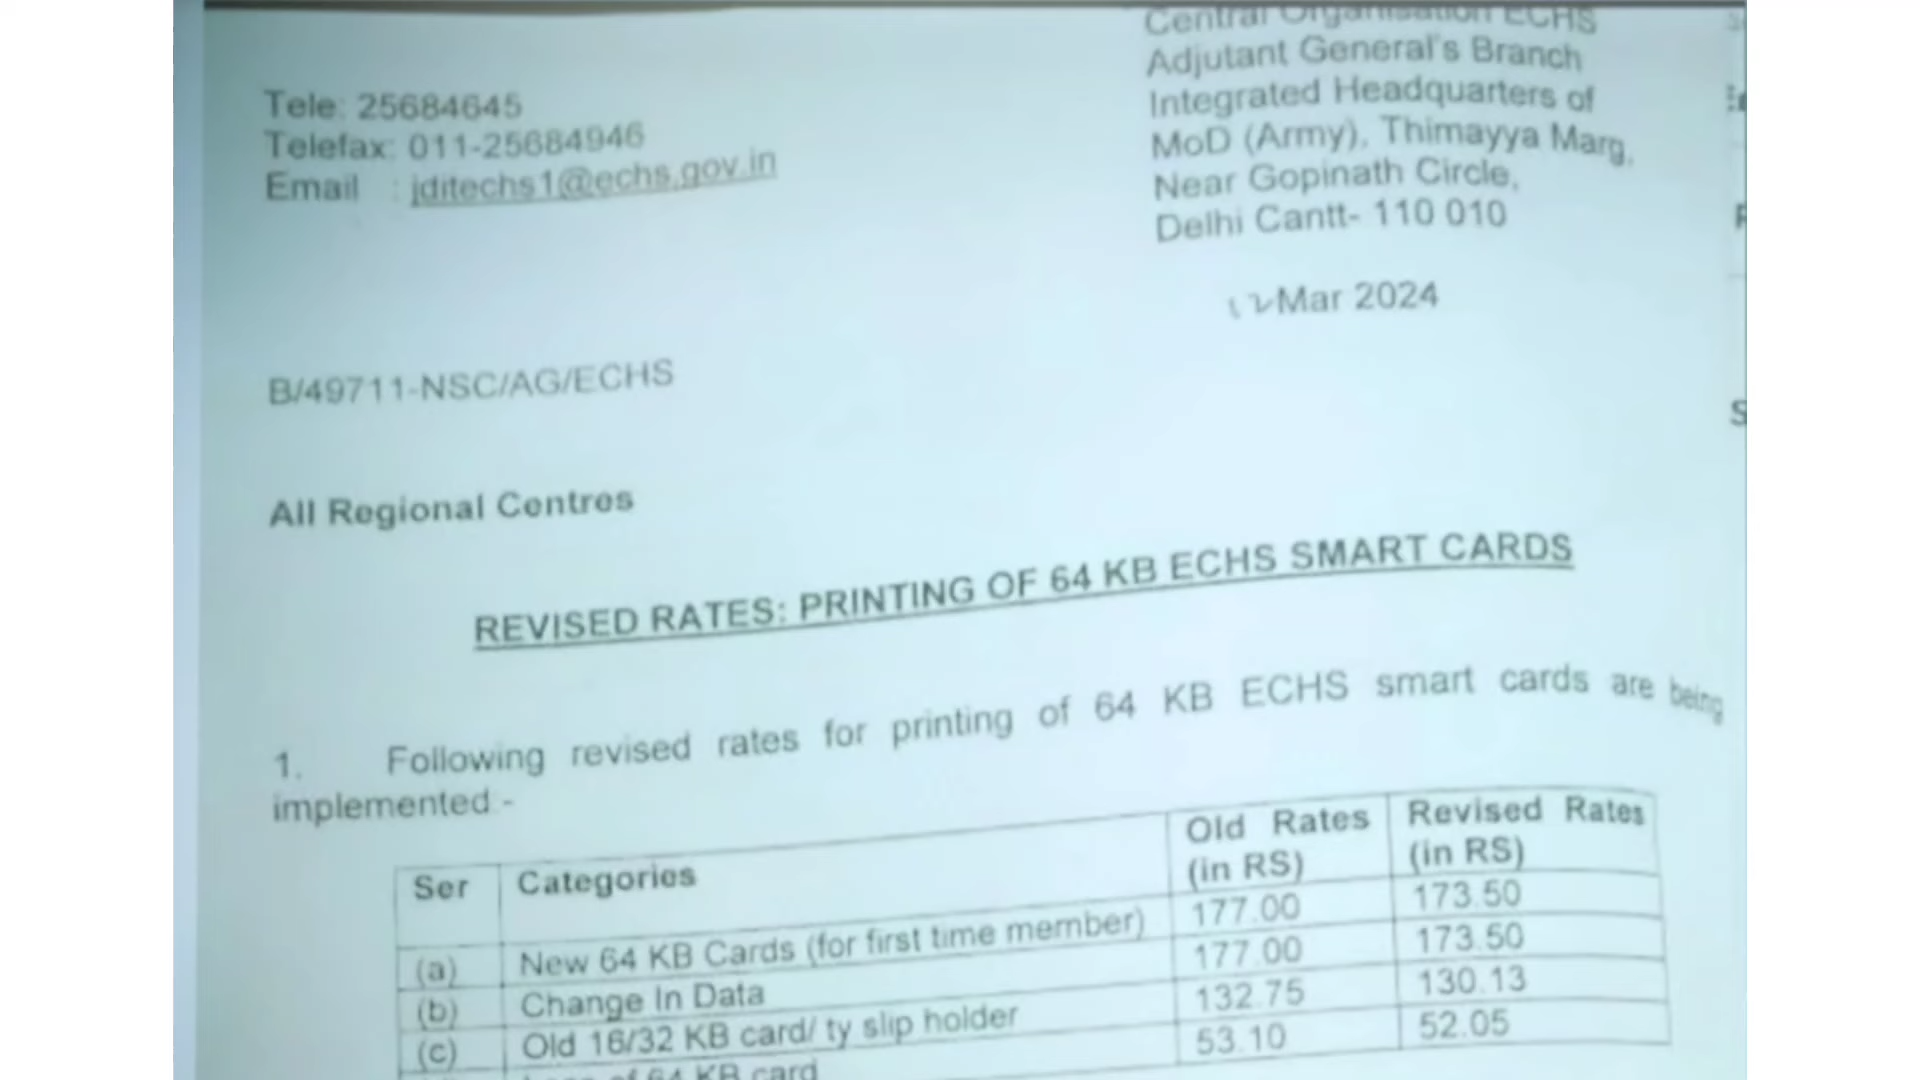 Central Organisation ECHS
Adjutant General's Branch
Integrated Headquarters of
MoD (Army), Thimayya Marg,
Near Gopinath Circle,
Delhi Cantt- 110 010
Tele: 25684645
Telefax: 011-25684946
Email : jditechs1@echs.gov.in
12 Mar 2024
B/49711-NSC/AG/ECHS
All Regional Centres
REVISED RATES: PRINTING OF 64 KB ECHS SMART CARDS
1. Following revised rates for printing of 64 KB ECHS smart cards are being
implemented:-
Ser Categories Old Rates (in RS) Revised Rates (in RS)
(a) New 64 KB Cards (for first time member) 177.00 173.50
(b) Change In Data 177.00 173.50
(c) Old 16/32 KB card/ ty slip holder 132.75 130.13
of 64 KB card 53.10 52.05